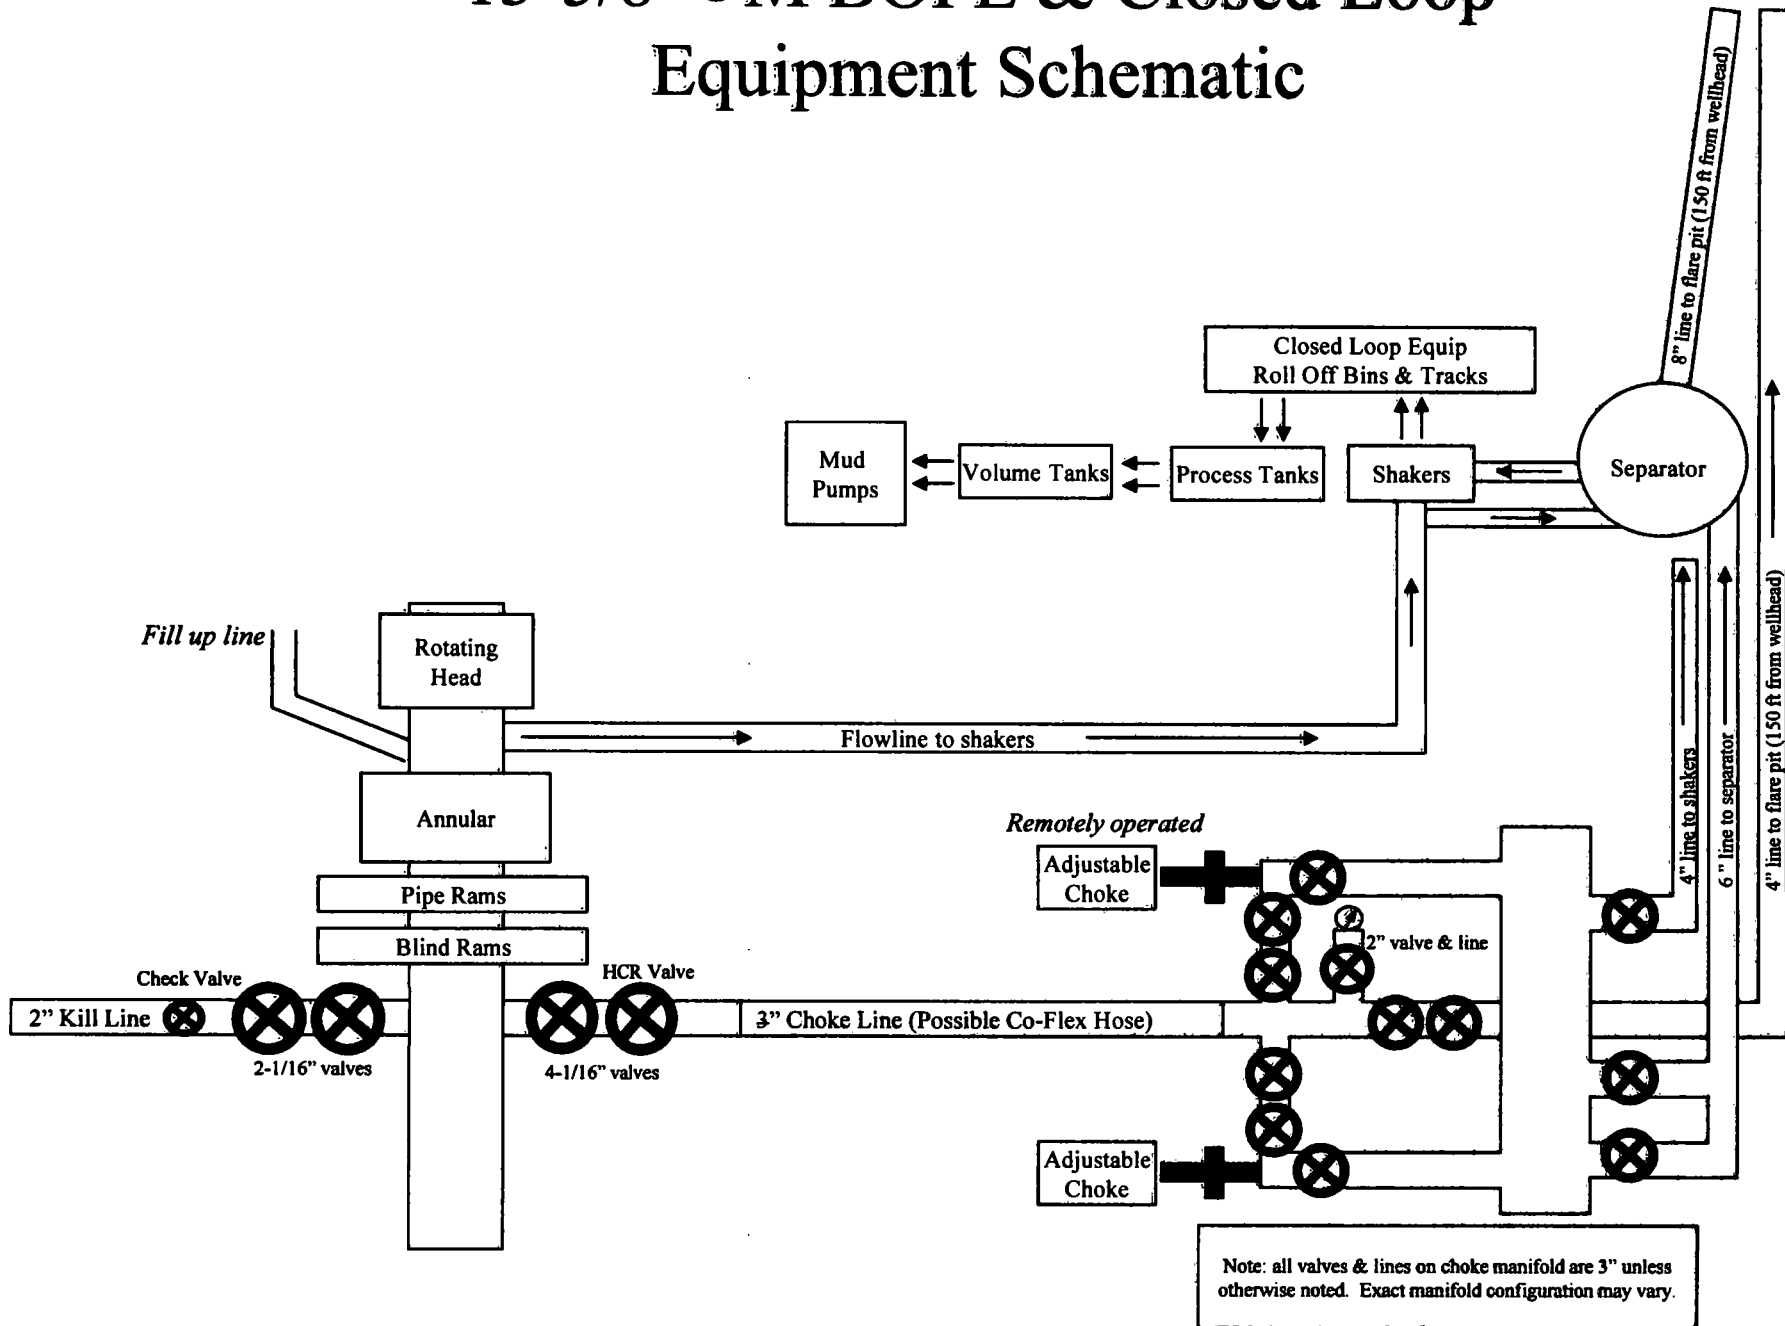 BOPE & Closed Loop
Equipment Schematic
8" line to flare pit (150 ft from wellhead)
Closed Loop Equip
Roll Off Bins & Tracks
Mud
Pumps
Volume Tanks
Process Tanks
Shakers
Separator
Fill up line
Rotating
Head
Flowline to shakers
Annular
Pipe Rams
Blind Rams
Remotely operated
Adjustable
Choke
2" valve & line
4" line to shakers
6" line to separator
4" line to flare pit (150 ft from wellhead)
Check Valve
HCR Valve
2" Kill Line
3" Choke Line (Possible Co-Flex Hose)
2-1/16" valves
4-1/16" valves
Adjustable
Choke
Note: all valves & lines on choke manifold are 3" unless
otherwise noted. Exact manifold configuration may vary.